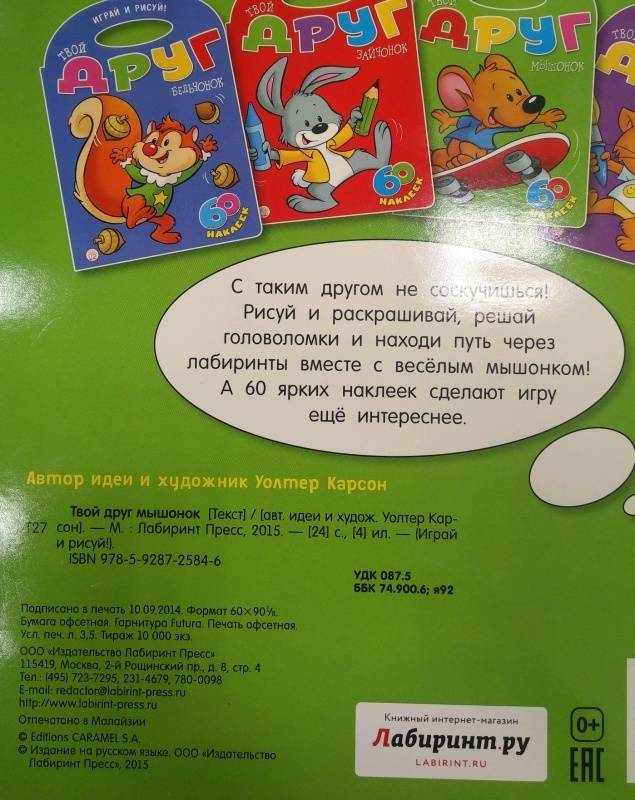 ИГРАЙ И РИСУЙ!
ТВОЙ
ДРУГ
БЕЛЬЧОНОК
60
НАКЛЕЕК
ТВОЙ
ДРУГ
ЗАЙЧОНОК
60
НАКЛЕЕК
ТВОЙ
ДРУГ
МЫШОНОК
60
НАКЛЕЕК
С таким другом не соскучишься!
Рисуй и раскрашивай, решай
головоломки и находи путь через
лабиринты вместе с весёлым мышонком!
А 60 ярких наклеек сделают игру
ещё интереснее.
Автор идеи и художник Уолтер Карсон
Твой друг мышонок [Текст] / [авт. идеи и худож. Уолтер Кар-
Т27 сон]. — М. : Лабиринт Пресс, 2015. — [24] с., [4] ил. — (Играй
и рисуй!).
ISBN 978-5-9287-2584-6
УДК 087.5
ББК 74.900.6; я92
Подписано в печать 10.09.2014. Формат 60×90⅛.
Бумага офсетная. Гарнитура Futura. Печать офсетная.
Усл. печ. л. 3,5. Тираж 10 000 экз.
ООО «Издательство Лабиринт Пресс»
115419, Москва, 2-й Рощинский пр., д. 8, стр. 4
Тел.: (495) 723-7295, 231-4679, 780-0098
E-mail: redactor@labirint-press.ru
http://www.labirint-press.ru
Отпечатано в Малайзии
© Editions CARAMEL S.A.
© Издание на русском языке. ООО «Издательство
Лабиринт Пресс», 2015
Книжный интернет-магазин
Лабиринт.ру
LABIRINT.RU
0+
EAC